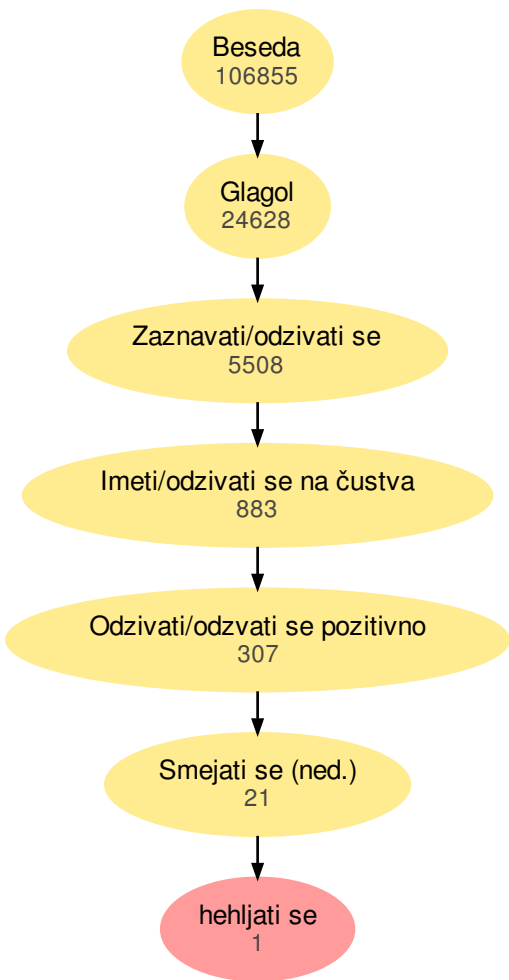 Beseda
106855
Glagol
24628
Zaznavati/odzivati se
5508
Imeti/odzivati se na čustva
883
Odzivati/odzvati se pozitivno
307
Smejati se (ned.)
21
hehljati se
1